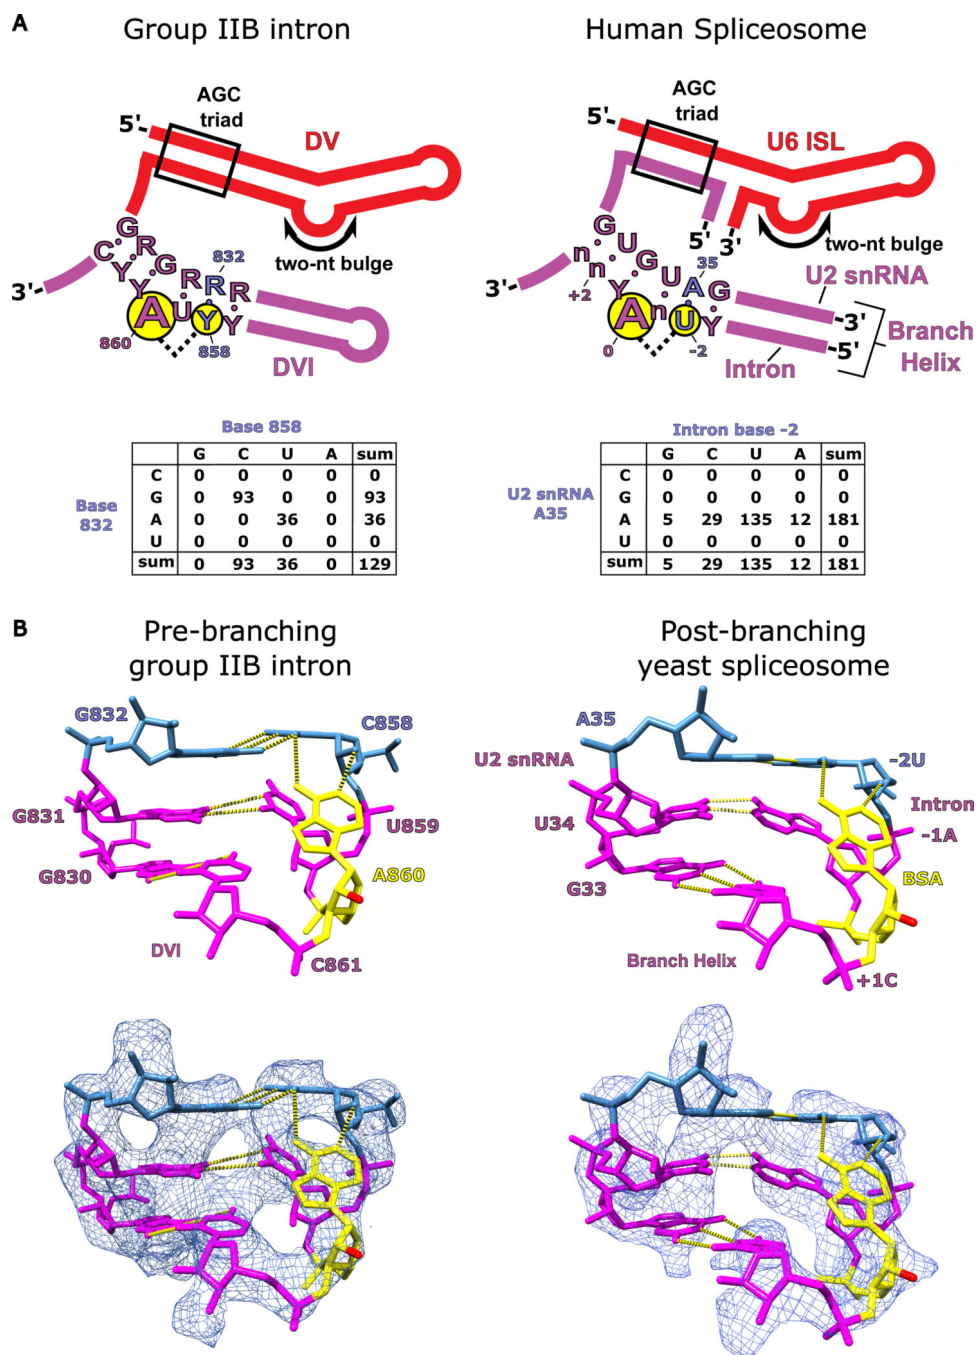 A
Group IIB intron
Human Spliceosome
AGC
triad
5'
DV
two-nt bulge
G
C R
Y G 832
Y R R R
A U Y Y
3'
860
858
DVI
AGC
triad
5'
U6 ISL
5'
3'
two-nt bulge
U2 snRNA
n G U
n G 35
+2 Y U A G
A n U Y
3'
0
-2
-3'
-5'
Intron
Branch
Helix
Base 858
G C U A sum
C 0 0 0 0 0
G 0 93 0 0 93
A 0 0 36 0 36
U 0 0 0 0 0
sum 0 93 36 0 129
Base
832
Intron base -2
G C U A sum
C 0 0 0 0 0
G 0 0 0 0 0
A 5 29 135 12 181
U 0 0 0 0 0
sum 5 29 135 12 181
U2 snRNA
A35
B
Pre-branching
group IIB intron
Post-branching
yeast spliceosome
G832
C858
G831
U859
G830
A860
DVI
C861
A35
U2 snRNA
-2U
Intron
U34
-1A
G33
BSA
Branch Helix
+1C